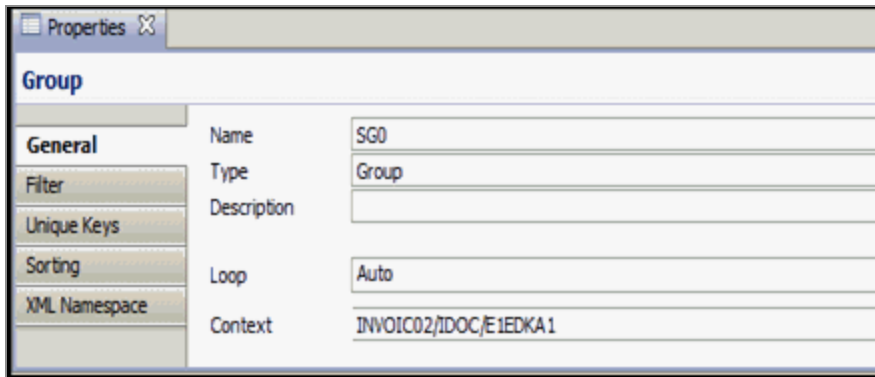 Properties
Group
General
Filter
Unique Keys
Sorting
XML Namespace
Name SG0
Type Group
Description
Loop Auto
Context INVOIC02/IDOC/E1EDKA1